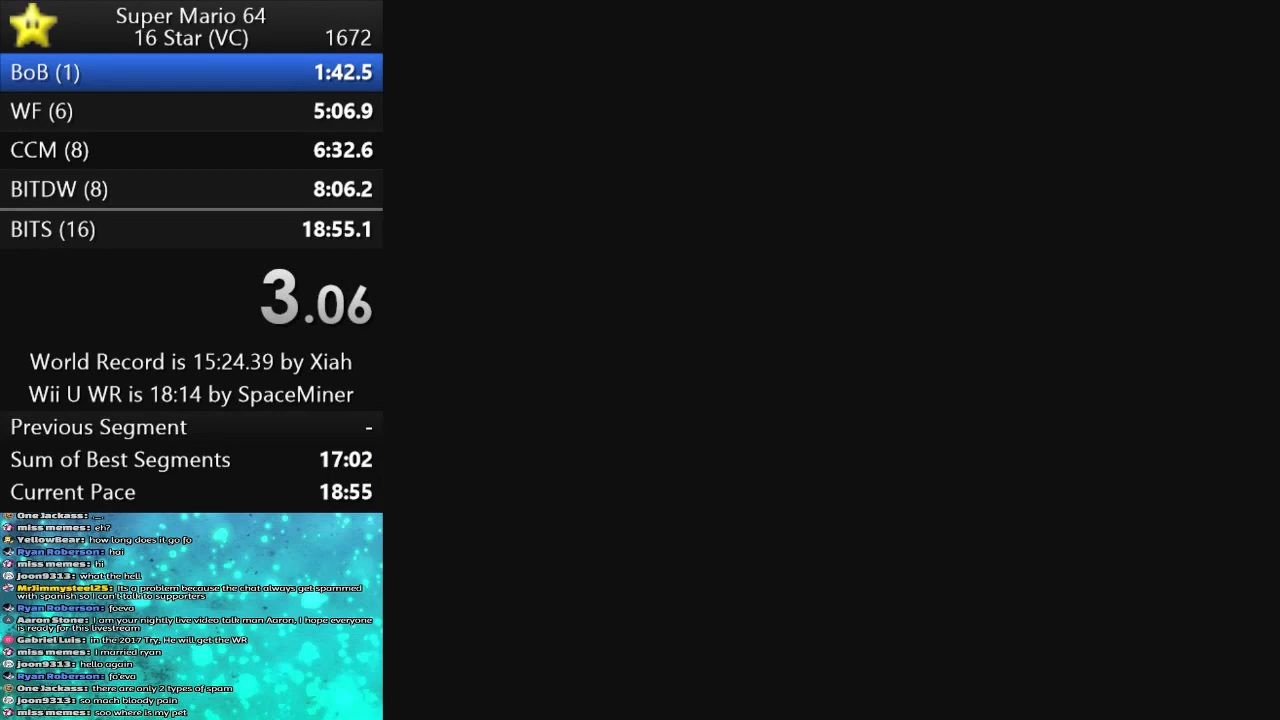 Super Mario 64
16 Star (VC) 1672
BoB (1) 1:42.5
WF (6) 5:06.9
CCM (8) 6:32.6
BITDW (8) 8:06.2
BITS (16) 18:55.1
3.06
World Record is 15:24.39 by Xiah
Wii U WR is 18:14 by SpaceMiner
Previous Segment -
Sum of Best Segments 17:02
Current Pace 18:55
One Jackass:
miss memes: eh?
YellowBear: how long does it go fo
Ryan Roberson: hai
miss memes: hi
joon9313: what the hell
MrJimmysteel25: Its a problem because the chat always get spammed
with spanish so I can't talk to supporters
Ryan Roberson: foeva
Aaron Stone: I am your nightly live video talk man Aaron, I hope everyone
is ready for this livestream
Gabriel Luis: in the 2017 Try, He will get the WR
miss memes: I married ryan
joon9313: hello again
Ryan Roberson: fo'eva
One Jackass: there are only 2 types of spam
joon9313: so mach bloody pain
miss memes: soo where is my pet